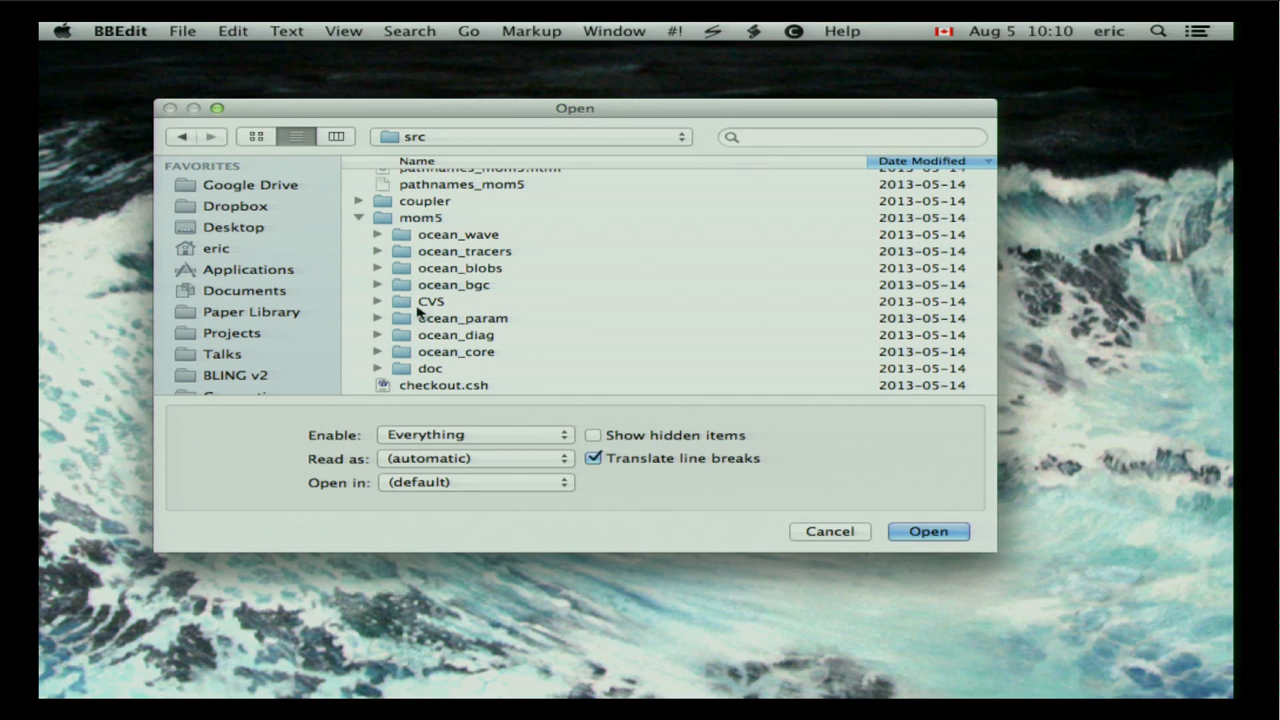 BBEdit File Edit Text View Search Go Markup Window #! Help Aug 5 10:10 eric
Open
src
FAVORITES
Google Drive
Dropbox
Desktop
eric
Applications
Documents
Paper Library
Projects
Talks
BLING v2
Name Date Modified
pathnames_mom5.html 2013-05-14
pathnames_mom5 2013-05-14
coupler 2013-05-14
mom5 2013-05-14
ocean_wave 2013-05-14
ocean_tracers 2013-05-14
ocean_blobs 2013-05-14
ocean_bgc 2013-05-14
CVS 2013-05-14
ocean_param 2013-05-14
ocean_diag 2013-05-14
ocean_core 2013-05-14
doc 2013-05-14
checkout.csh 2013-05-14
Enable: Everything Show hidden items
Read as: (automatic) Translate line breaks
Open in: (default)
Cancel Open